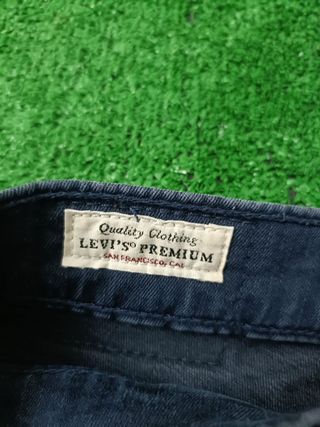 Quality Clothing
LEVI'S® PREMIUM
SAN FRANCISCO, CAL